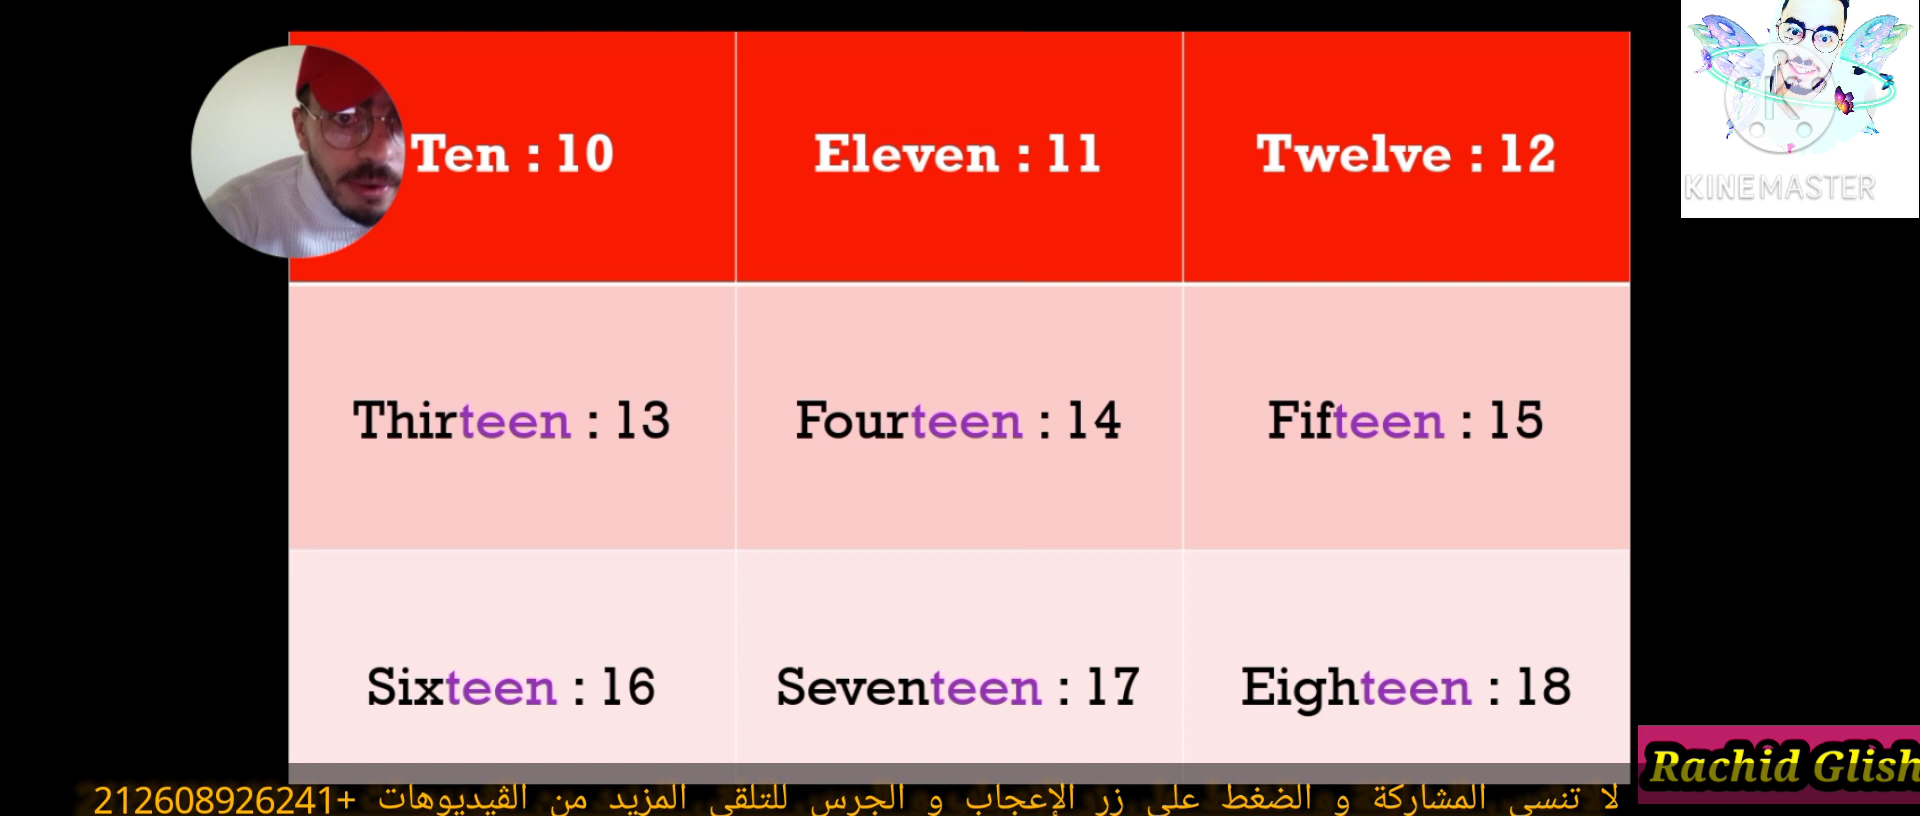 Ten : 10
Eleven : 11
Twelve : 12
KINEMASTER
Thirteen : 13
Fourteen : 14
Fifteen : 15
Sixteen : 16
Seventeen : 17
Eighteen : 18
Rachid Glish
لا تنسى المشاركة و الضغط على زر الإعجاب و الجرس للتلقي المزيد من الڤيديوهات +212608926241